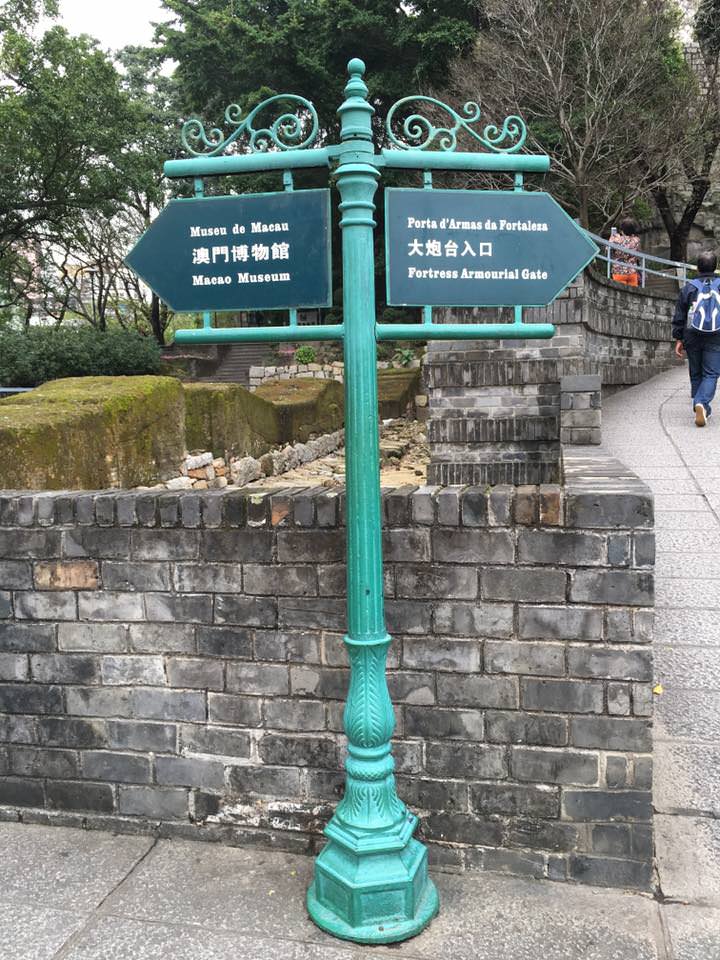 Museu de Macau
澳門博物館
Macao Museum
Porta d'Armas da Fortaleza
大炮台入口
Fortress Armourial Gate